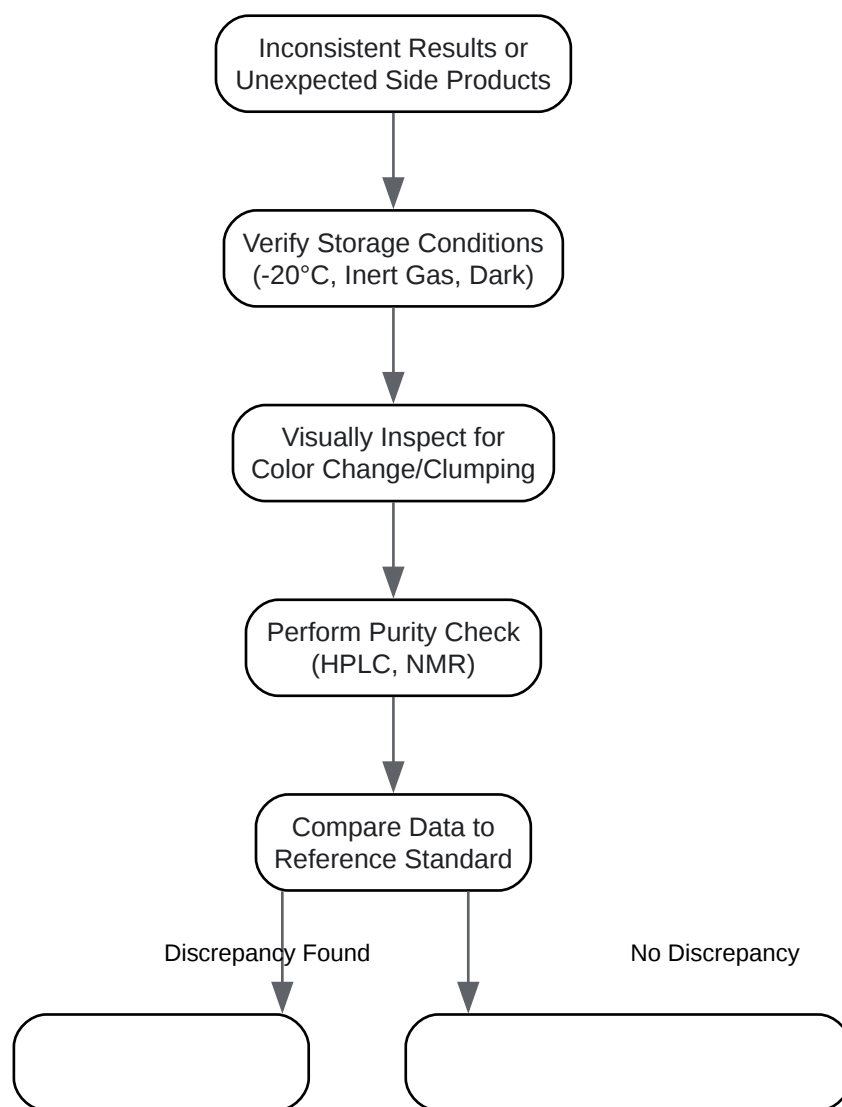 Inconsistent Results or
Unexpected Side Products
Verify Storage Conditions
(-20°C, Inert Gas, Dark)
Visually Inspect for
Color Change/Clumping
Perform Purity Check
(HPLC, NMR)
Compare Data to
Reference Standard
Discrepancy Found
No Discrepancy